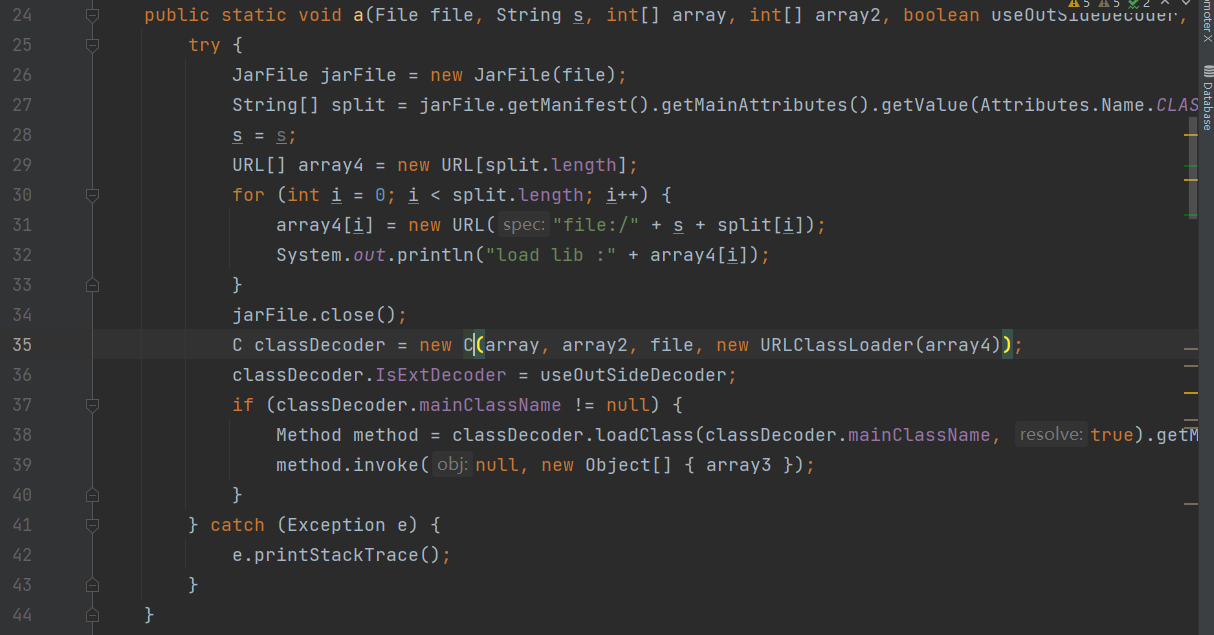 24 public static void a(File file, String s, int[] array, int[] array2, boolean useOutSideDecoder,
25 try {
26 JarFile jarFile = new JarFile(file);
27 String[] split = jarFile.getManifest().getMainAttributes().getValue(Attributes.Name.CLAS
28 s = s;
29 URL[] array4 = new URL[split.length];
30 for (int i = 0; i < split.length; i++) {
31 array4[i] = new URL( spec: "file:/" + s + split[i]);
32 System.out.println("load lib :" + array4[i]);
33 }
34 jarFile.close();
35 C classDecoder = new C(array, array2, file, new URLClassLoader(array4));
36 classDecoder.IsExtDecoder = useOutSideDecoder;
37 if (classDecoder.mainClassName != null) {
38 Method method = classDecoder.loadClass(classDecoder.mainClassName, resolve: true).getM
39 method.invoke( obj: null, new Object[] { array3 });
40 }
41 } catch (Exception e) {
42 e.printStackTrace();
43 }
44 }
5 5 2
moter X
Database